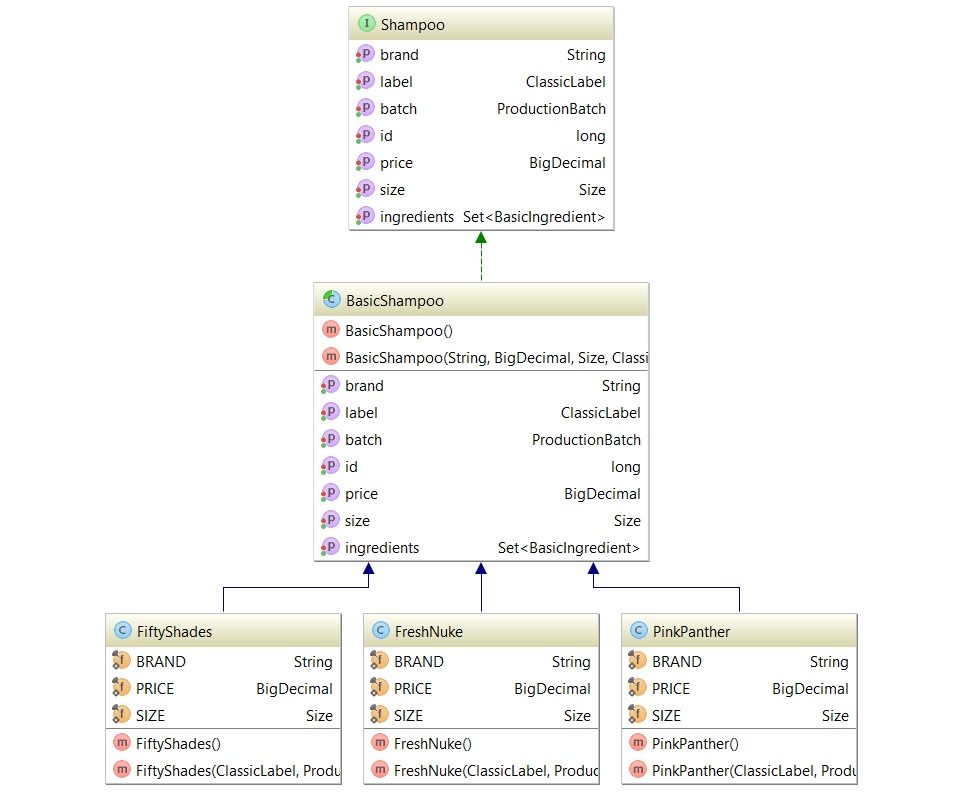 I Shampoo
p brand String
p label ClassicLabel
p batch ProductionBatch
p id long
p price BigDecimal
p size Size
p ingredients Set<BasicIngredient>
C BasicShampoo
m BasicShampoo()
m BasicShampoo(String, BigDecimal, Size, Classi
p brand String
p label ClassicLabel
p batch ProductionBatch
p id long
p price BigDecimal
p size Size
p ingredients Set<BasicIngredient>
C FiftyShades
f BRAND String
f PRICE BigDecimal
f SIZE Size
m FiftyShades()
m FiftyShades(ClassicLabel, Produ
C FreshNuke
f BRAND String
f PRICE BigDecimal
f SIZE Size
m FreshNuke()
m FreshNuke(ClassicLabel, Produc
C PinkPanther
f BRAND String
f PRICE BigDecimal
f SIZE Size
m PinkPanther()
m PinkPanther(ClassicLabel, Produ